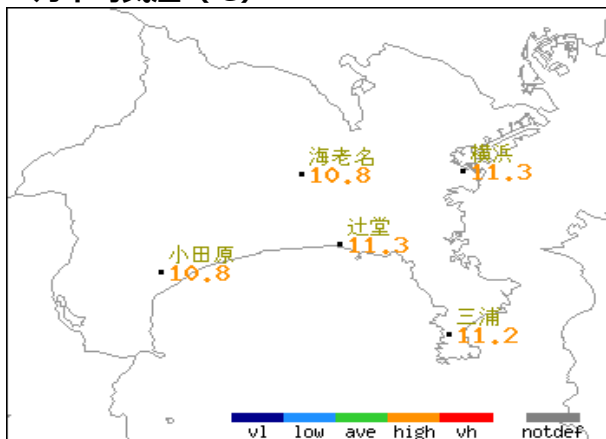 海老名
10.8
横浜
11.3
辻堂
11.3
小田原
10.8
三浦
11.2
vl low ave high vh notdef